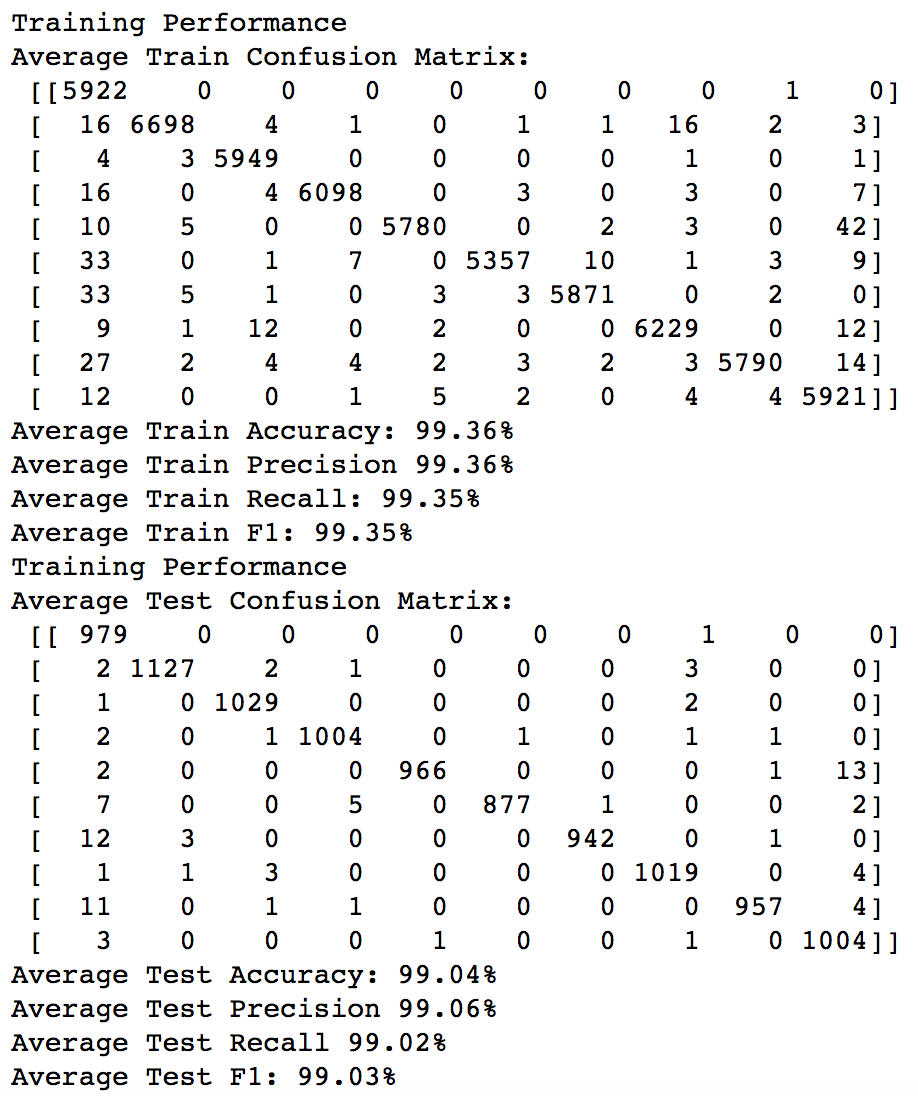 Training Performance
Average Train Confusion Matrix:
[[5922 0 0 0 0 0 0 0 1 0]
[ 16 6698 4 1 0 1 1 16 2 3]
[ 4 3 5949 0 0 0 0 1 0 1]
[ 16 0 4 6098 0 3 0 3 0 7]
[ 10 5 0 0 5780 0 2 3 0 42]
[ 33 0 1 7 0 5357 10 1 3 9]
[ 33 5 1 0 3 3 5871 0 2 0]
[ 9 1 12 0 2 0 0 6229 0 12]
[ 27 2 4 4 2 3 2 3 5790 14]
[ 12 0 0 1 5 2 0 4 4 5921]]
Average Train Accuracy: 99.36%
Average Train Precision 99.36%
Average Train Recall: 99.35%
Average Train F1: 99.35%
Training Performance
Average Test Confusion Matrix:
[[ 979 0 0 0 0 0 0 1 0 0]
[ 2 1127 2 1 0 0 0 3 0 0]
[ 1 0 1029 0 0 0 0 2 0 0]
[ 2 0 1 1004 0 1 0 1 1 0]
[ 2 0 0 0 966 0 0 0 1 13]
[ 7 0 0 5 0 877 1 0 0 2]
[ 12 3 0 0 0 0 942 0 1 0]
[ 1 1 3 0 0 0 0 1019 0 4]
[ 11 0 1 1 0 0 0 0 957 4]
[ 3 0 0 0 1 0 0 1 0 1004]]
Average Test Accuracy: 99.04%
Average Test Precision 99.06%
Average Test Recall 99.02%
Average Test F1: 99.03%